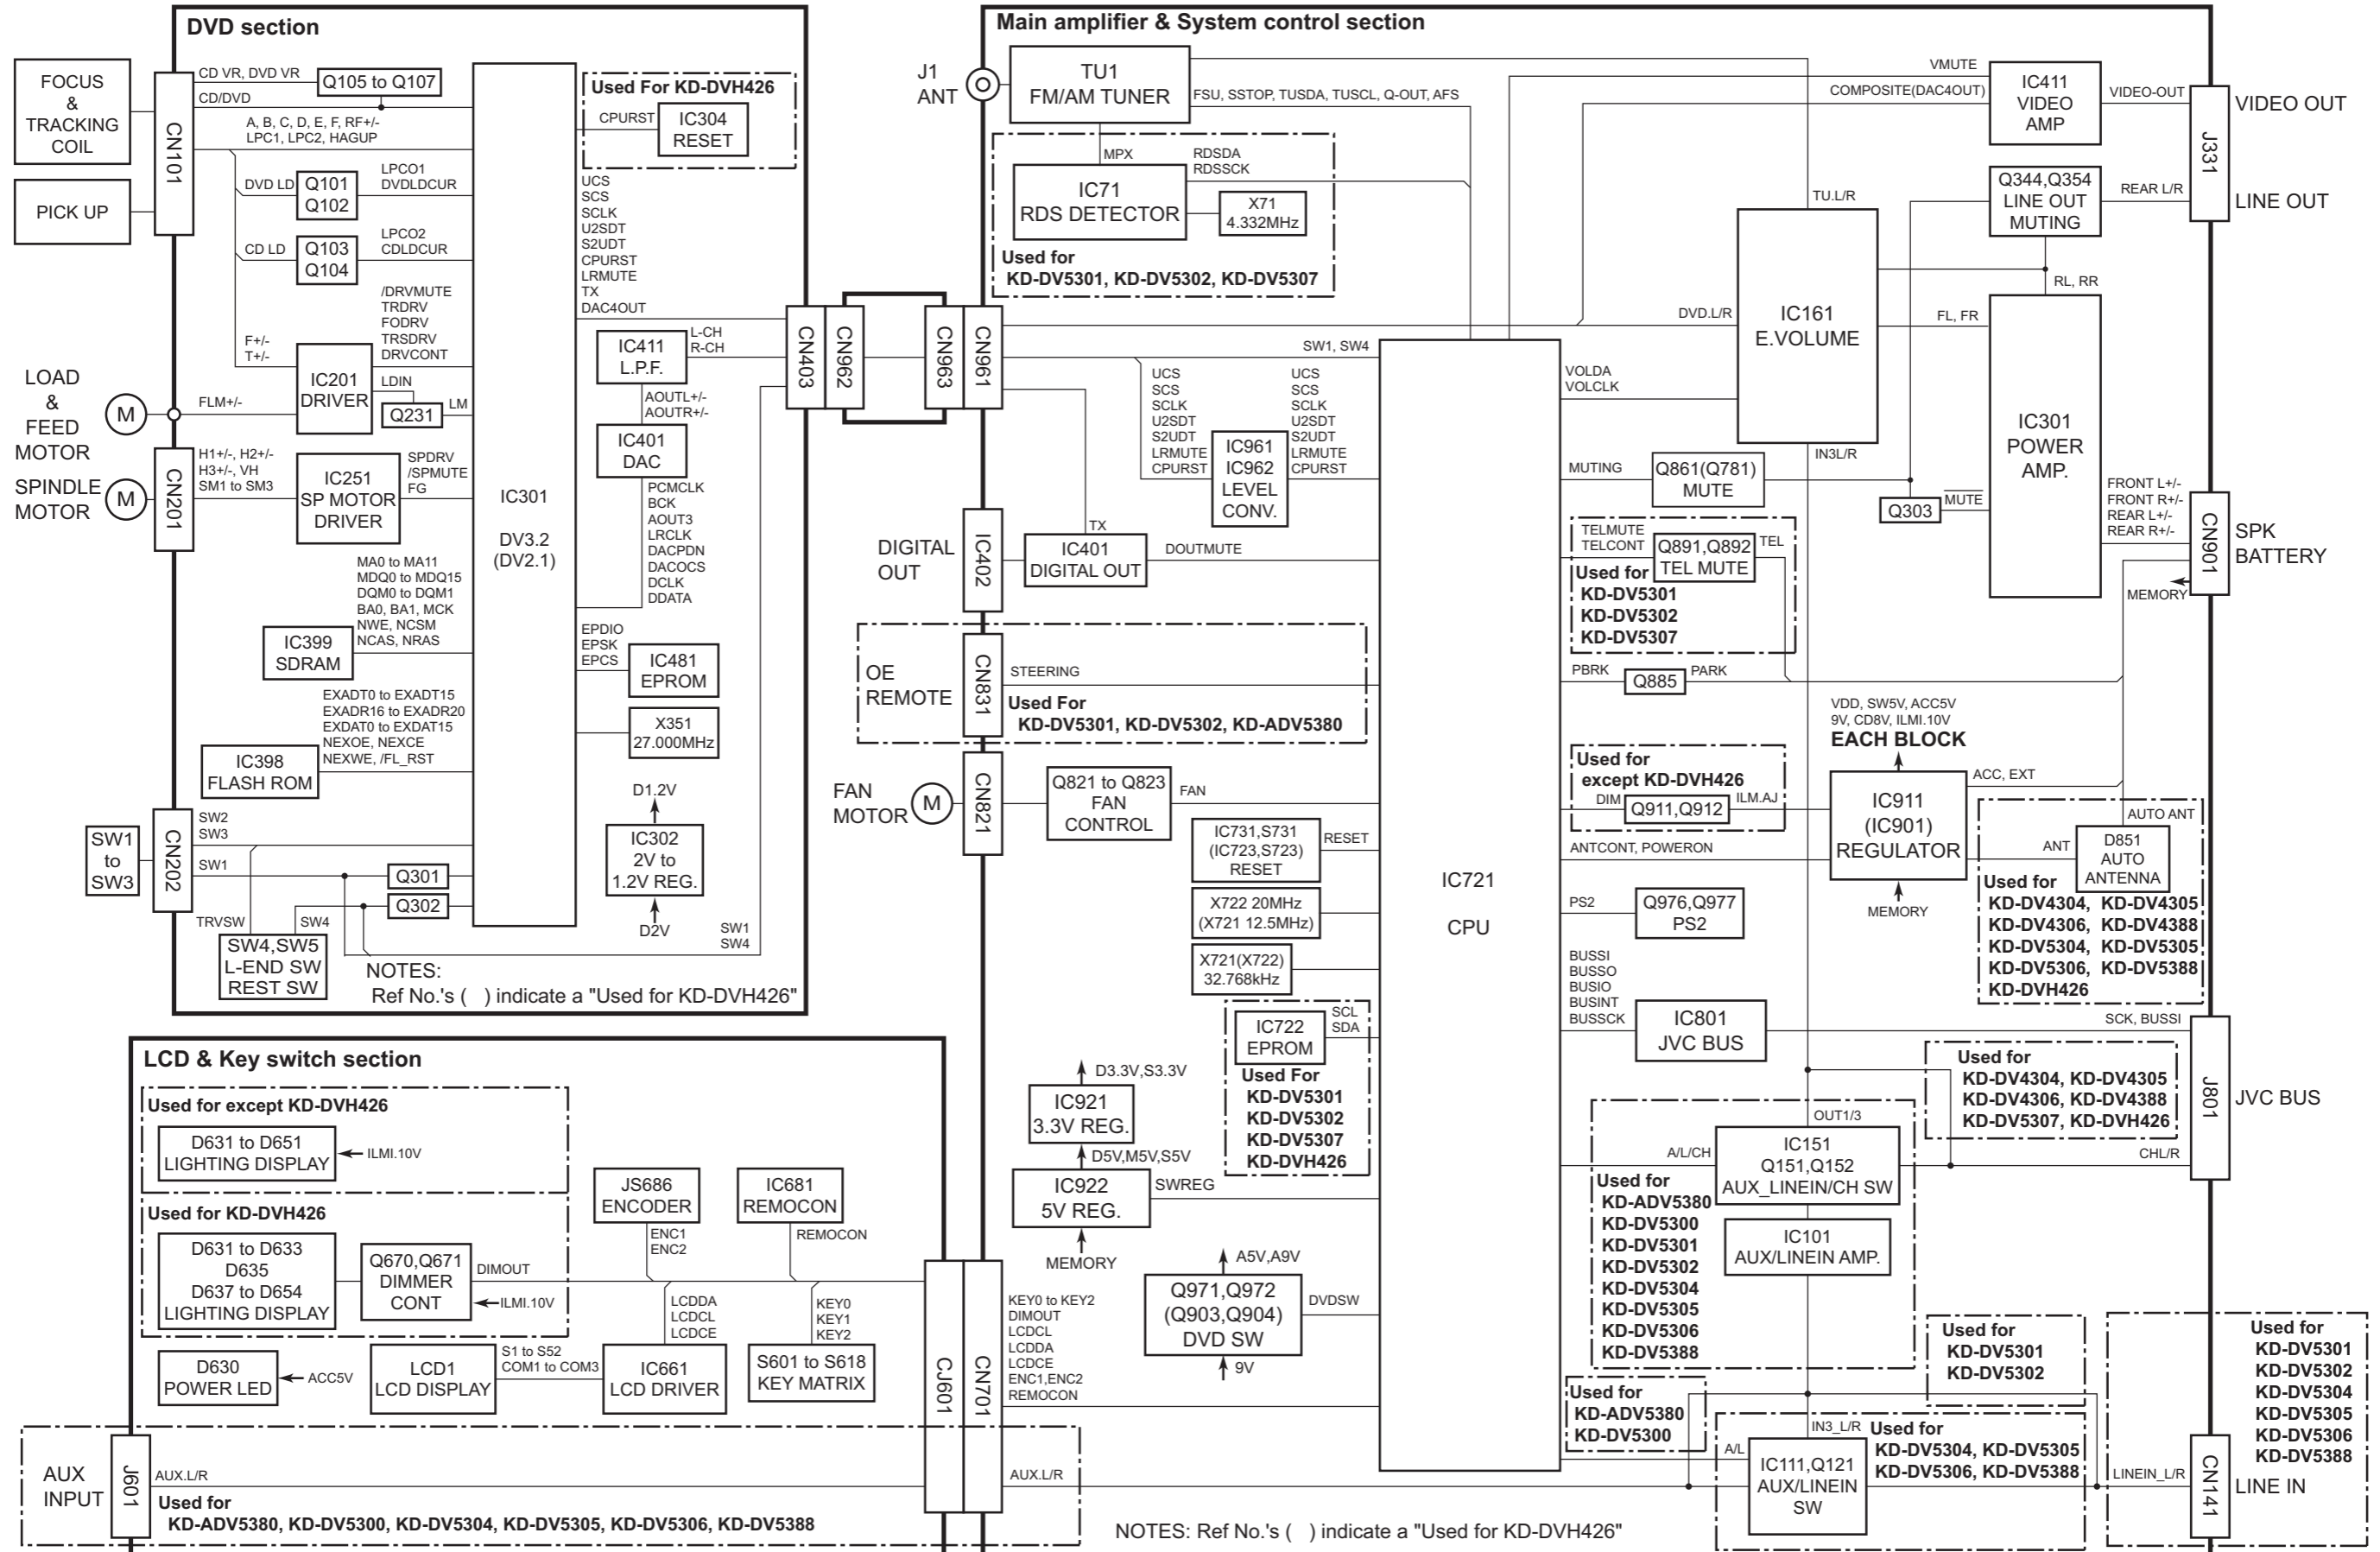 DVD section
FOCUS
&
TRACKING
COIL
PICK UP
CN101
CD VR, DVD VR
Q105 to Q107
CD/DVD
A, B, C, D, E, F, RF+/-
LPC1, LPC2, HAGUP
DVD LD
Q101
Q102
LPCO1
DVDLDCUR
CD LD
Q103
Q104
LPCO2
CDLDCUR
/DRVMUTE
TRDRV
FODRV
TRSDRV
DRVCONT
F+/-
T+/-
IC201
DRIVER
LDIN
Q231
LM
LOAD
&
FEED
MOTOR
M
FLM+/-
SPINDLE
MOTOR
M
CN201
H1+/-, H2+/-
H3+/-, VH
SM1 to SM3
IC251
SP MOTOR
DRIVER
SPDRV
/SPMUTE
FG
MA0 to MA11
MDQ0 to MDQ15
DQM0 to DQM1
BA0, BA1, MCK
NWE, NCSM
NCAS, NRAS
IC399
SDRAM
EXADT0 to EXADT15
EXADR16 to EXADR20
EXDAT0 to EXDAT15
NEXOE, NEXCE
NEXWE, /FL_RST
IC398
FLASH ROM
SW1
to
SW3
CN202
SW2
SW3
SW1
Q301
Q302
TRVSW
SW4
SW4,SW5
L-END SW
REST SW
IC301
DV3.2
(DV2.1)
Used For KD-DVH426
CPURST
IC304
RESET
UCS
SCS
SCLK
U2SDT
S2UDT
CPURST
LRMUTE
TX
DAC4OUT
IC411
L.P.F.
L-CH
R-CH
AOUTL+/-
AOUTR+/-
IC401
DAC
PCMCLK
BCK
AOUT3
LRCLK
DACPDN
DACOCS
DCLK
DDATA
EPDIO
EPSK
EPCS
IC481
EPROM
X351
27.000MHz
D1.2V
IC302
2V to
1.2V REG.
D2V
SW1
SW4
NOTES:
Ref No.'s ( ) indicate a "Used for KD-DVH426"
CN403
CN962
CN963
CN961
Main amplifier & System control section
J1
ANT
TU1
FM/AM TUNER
FSU, SSTOP, TUSDA, TUSCL, Q-OUT, AFS
MPX
RDSDA
RDSSCK
IC71
RDS DETECTOR
X71
4.332MHz
Used for
KD-DV5301, KD-DV5302, KD-DV5307
VMUTE
COMPOSITE(DAC4OUT)
IC411
VIDEO
AMP
VIDEO-OUT
J331
VIDEO OUT
LINE OUT
TU.L/R
Q344,Q354
LINE OUT
MUTING
REAR L/R
RL, RR
DVD.L/R
IC161
E.VOLUME
FL, FR
IC301
POWER
AMP.
SW1, SW4
UCS
SCS
SCLK
U2SDT
S2UDT
LRMUTE
CPURST
IC961
IC962
LEVEL
CONV.
UCS
SCS
SCLK
U2SDT
S2UDT
LRMUTE
CPURST
VOLDA
VOLCLK
IN3L/R
MUTING
Q861(Q781)
MUTE
Q303
MUTE
FRONT L+/-
FRONT R+/-
REAR L+/-
REAR R+/-
CN901
SPK
BATTERY
MEMORY
DIGITAL
OUT
IC402
TX
IC401
DIGITAL OUT
DOUTMUTE
TELMUTE
TELCONT
Q891,Q892
TEL MUTE
TEL
Used for
KD-DV5301
KD-DV5302
KD-DV5307
OE
REMOTE
CN831
STEERING
Used For
KD-DV5301, KD-DV5302, KD-ADV5380
PBRK
Q885
PARK
VDD, SW5V, ACC5V
9V, CD8V, ILMI.10V
EACH BLOCK
FAN
MOTOR
M
CN821
Q821 to Q823
FAN
CONTROL
FAN
Used for
except KD-DVH426
DIM
Q911,Q912
ILM.AJ
IC911
(IC901)
REGULATOR
ACC, EXT
MEMORY
AUTO ANT
ANT
D851
AUTO
ANTENNA
Used for
KD-DV4304, KD-DV4305
KD-DV4306, KD-DV4388
KD-DV5304, KD-DV5305
KD-DV5306, KD-DV5388
KD-DVH426
IC731,S731
(IC723,S723)
RESET
RESET
ANTCONT, POWERON
IC721
CPU
X722 20MHz
(X721 12.5MHz)
PS2
Q976,Q977
PS2
X721(X722)
32.768kHz
BUSSI
BUSSO
BUSIO
BUSINT
BUSSCK
IC801
JVC BUS
SCK, BUSSI
IC722
EPROM
SCL
SDA
Used For
KD-DV5301
KD-DV5302
KD-DV5307
KD-DVH426
D3.3V,S3.3V
IC921
3.3V REG.
D5V,M5V,S5V
IC922
5V REG.
SWREG
MEMORY
A5V,A9V
Q971,Q972
(Q903,Q904)
DVD SW
DVDSW
9V
Used for
KD-DV4304, KD-DV4305
KD-DV4306, KD-DV4388
KD-DV5307, KD-DVH426
J801
JVC BUS
OUT1/3
A/L/CH
IC151
Q151,Q152
AUX_LINEIN/CH SW
CHL/R
IC101
AUX/LINEIN AMP.
Used for
KD-ADV5380
KD-DV5300
KD-DV5301
KD-DV5302
KD-DV5304
KD-DV5305
KD-DV5306
KD-DV5388
Used for
KD-DV5301
KD-DV5302
Used for
KD-ADV5380
KD-DV5300
A/L
IN3_L/R
IC111,Q121
AUX/LINEIN
SW
Used for
KD-DV5304, KD-DV5305
KD-DV5306, KD-DV5388
LINEIN_L/R
Used for
KD-DV5301
KD-DV5302
KD-DV5304
KD-DV5305
KD-DV5306
KD-DV5388
CN141
LINE IN
LCD & Key switch section
Used for except KD-DVH426
D631 to D651
LIGHTING DISPLAY
ILMI.10V
Used for KD-DVH426
D631 to D633
D635
D637 to D654
LIGHTING DISPLAY
Q670,Q671
DIMMER
CONT
DIMOUT
ILMI.10V
JS686
ENCODER
ENC1
ENC2
IC681
REMOCON
REMOCON
D630
POWER LED
ACC5V
LCD1
LCD DISPLAY
S1 to S52
COM1 to COM3
LCDDA
LCDCL
LCDCE
IC661
LCD DRIVER
KEY0
KEY1
KEY2
S601 to S618
KEY MATRIX
CJ601
CN701
KEY0 to KEY2
DIMOUT
LCDCL
LCDDA
LCDCE
ENC1,ENC2
REMOCON
AUX
INPUT
J601
AUX.L/R
AUX.L/R
Used for
KD-ADV5380, KD-DV5300, KD-DV5304, KD-DV5305, KD-DV5306, KD-DV5388
NOTES: Ref No.'s ( ) indicate a "Used for KD-DVH426"